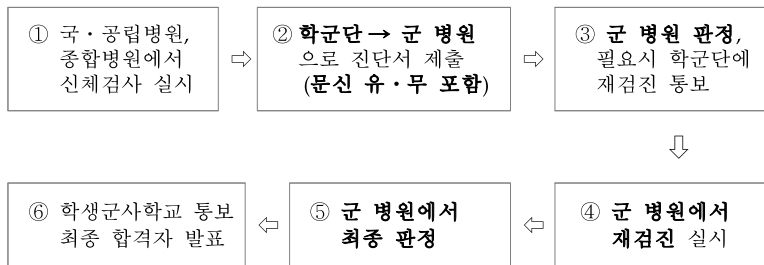 ① 국・공립병원,
종합병원에서
신체검사 실시
⇨
② 학군단 → 군 병원
으로 진단서 제출
(문신 유・무 포함)
⇨
③ 군 병원 판정,
필요시 학군단에
재검진 통보
⇩
④ 군 병원에서
재검진 실시
⇦
⑤ 군 병원에서
최종 판정
⇦
⑥ 학생군사학교 통보
최종 합격자 발표